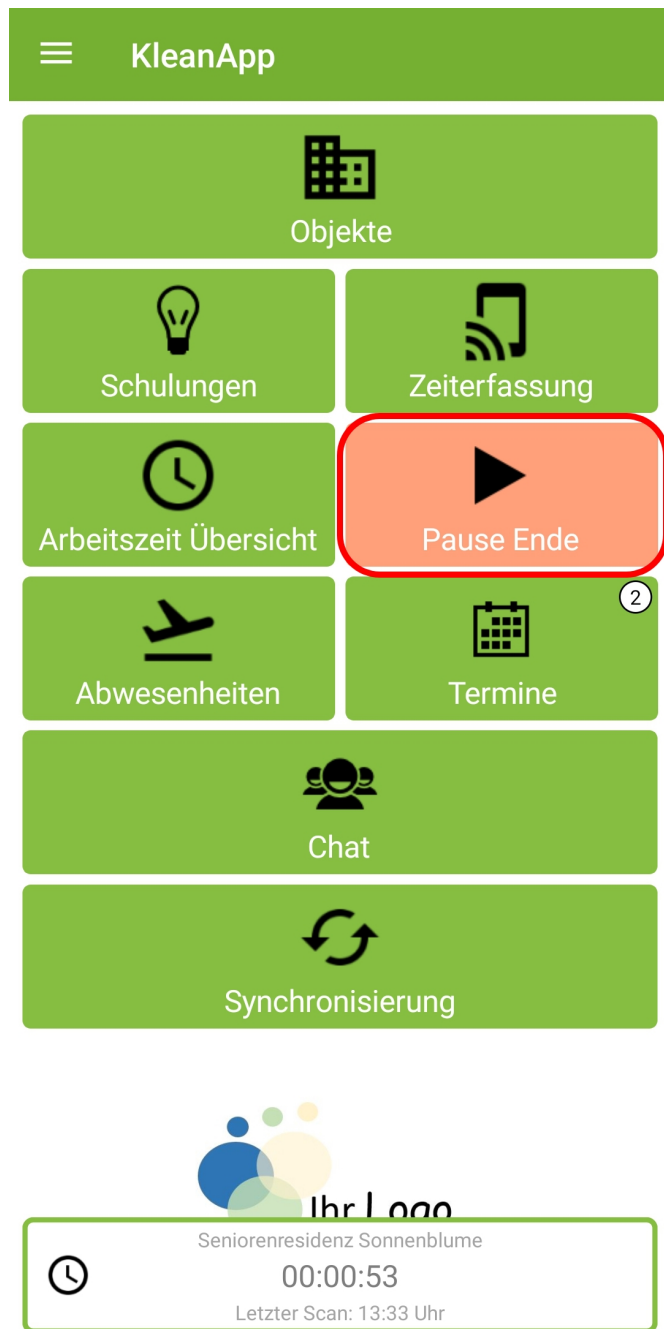 KleanApp
Objekte
Schulungen
Zeiterfassung
Arbeitszeit Übersicht
Pause Ende
Abwesenheiten
2
Termine
Chat
Synchronisierung
Ihr Logo
Seniorenresidenz Sonnenblume
00:00:53
Letzter Scan: 13:33 Uhr